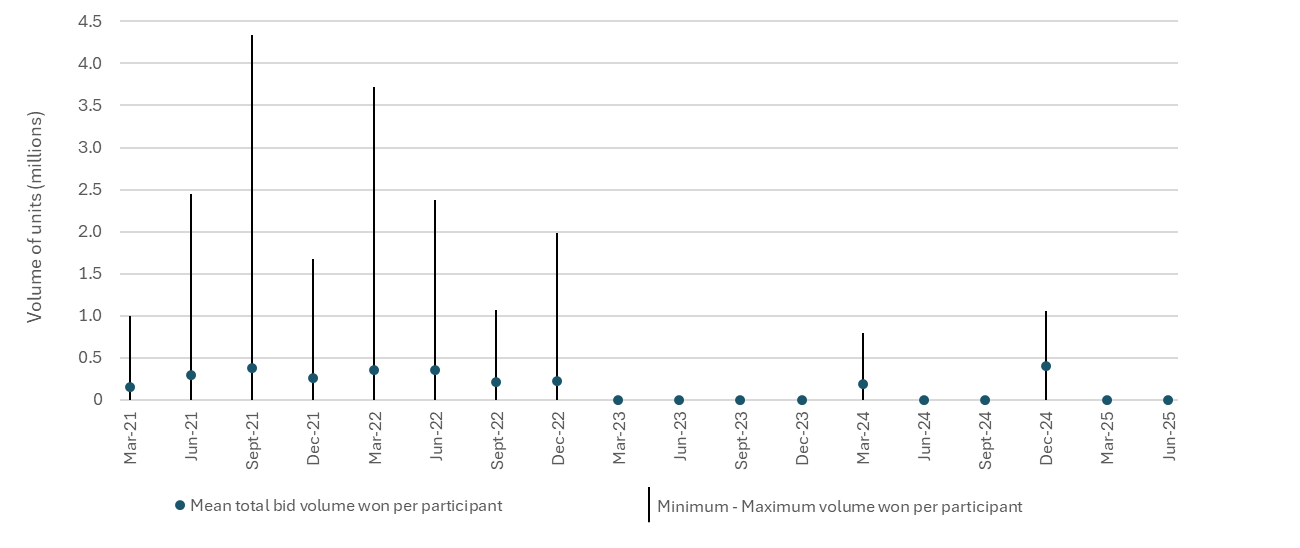 Volume of units (millions)
4.5
4.0
3.5
3.0
2.5
2.0
1.5
1.0
0.5
0
Mar-21
Jun-21
Sept-21
Dec-21
Mar-22
Jun-22
Sept-22
Dec-22
Mar-23
Jun-23
Sept-23
Dec-23
Mar-24
Jun-24
Sept-24
Dec-24
Mar-25
Jun-25
Mean total bid volume won per participant
Minimum - Maximum volume won per participant